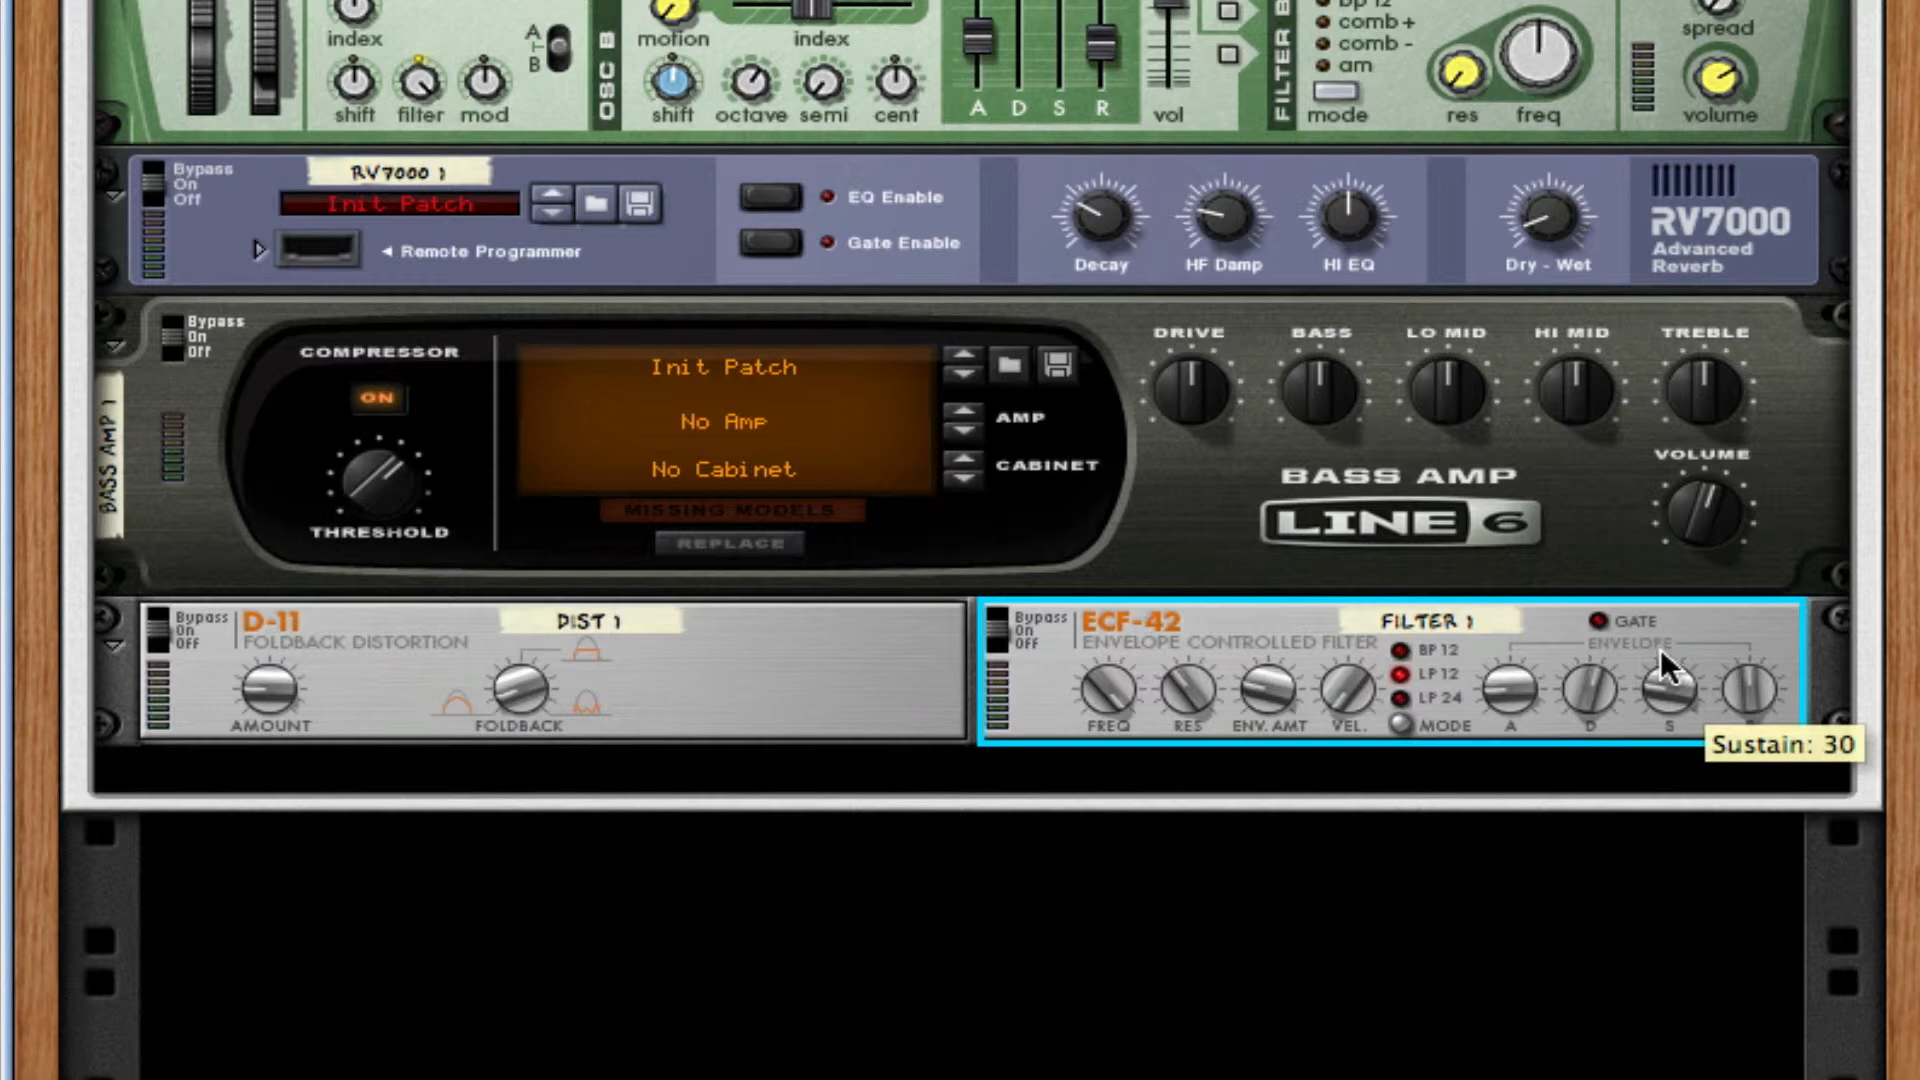 bp 12
index
A
B
OSC B
motion
index
FILTER B
comb +
comb -
am
spread
shift
filter
mod
shift
octave
semi
cent
A
D
S
R
vol
mode
res
freq
volume
Bypass
On
Off
RV7000 1
Init Patch
Remote Programmer
EQ Enable
Gate Enable
Decay
HF Damp
HI EQ
Dry - Wet
RV7000
Advanced
Reverb
BASS AMP 1
Bypass
On
Off
COMPRESSOR
ON
THRESHOLD
Init Patch
No Amp
No Cabinet
MISSING MODELS
REPLACE
AMP
CABINET
DRIVE
BASS
LO MID
HI MID
TREBLE
VOLUME
BASS AMP
LINE 6
Bypass
On
Off
D-11
FOLDBACK DISTORTION
DIST 1
AMOUNT
FOLDBACK
Bypass
On
Off
ECF-42
ENVELOPE CONTROLLED FILTER
FILTER 1
GATE
ENVELOPE
BP 12
LP 12
LP 24
MODE
FREQ
RES
ENV. AMT
VEL.
A
D
S
Sustain: 30